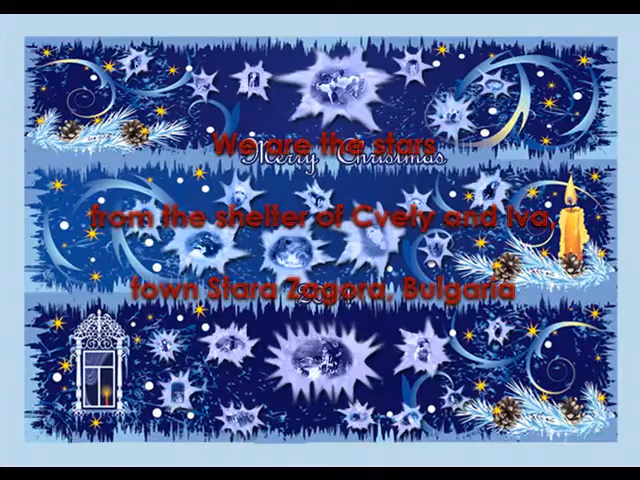 We are the stars
Merry Christmas
from the shelter of Cvety and Iva,
town Stara Zagora, Bulgaria